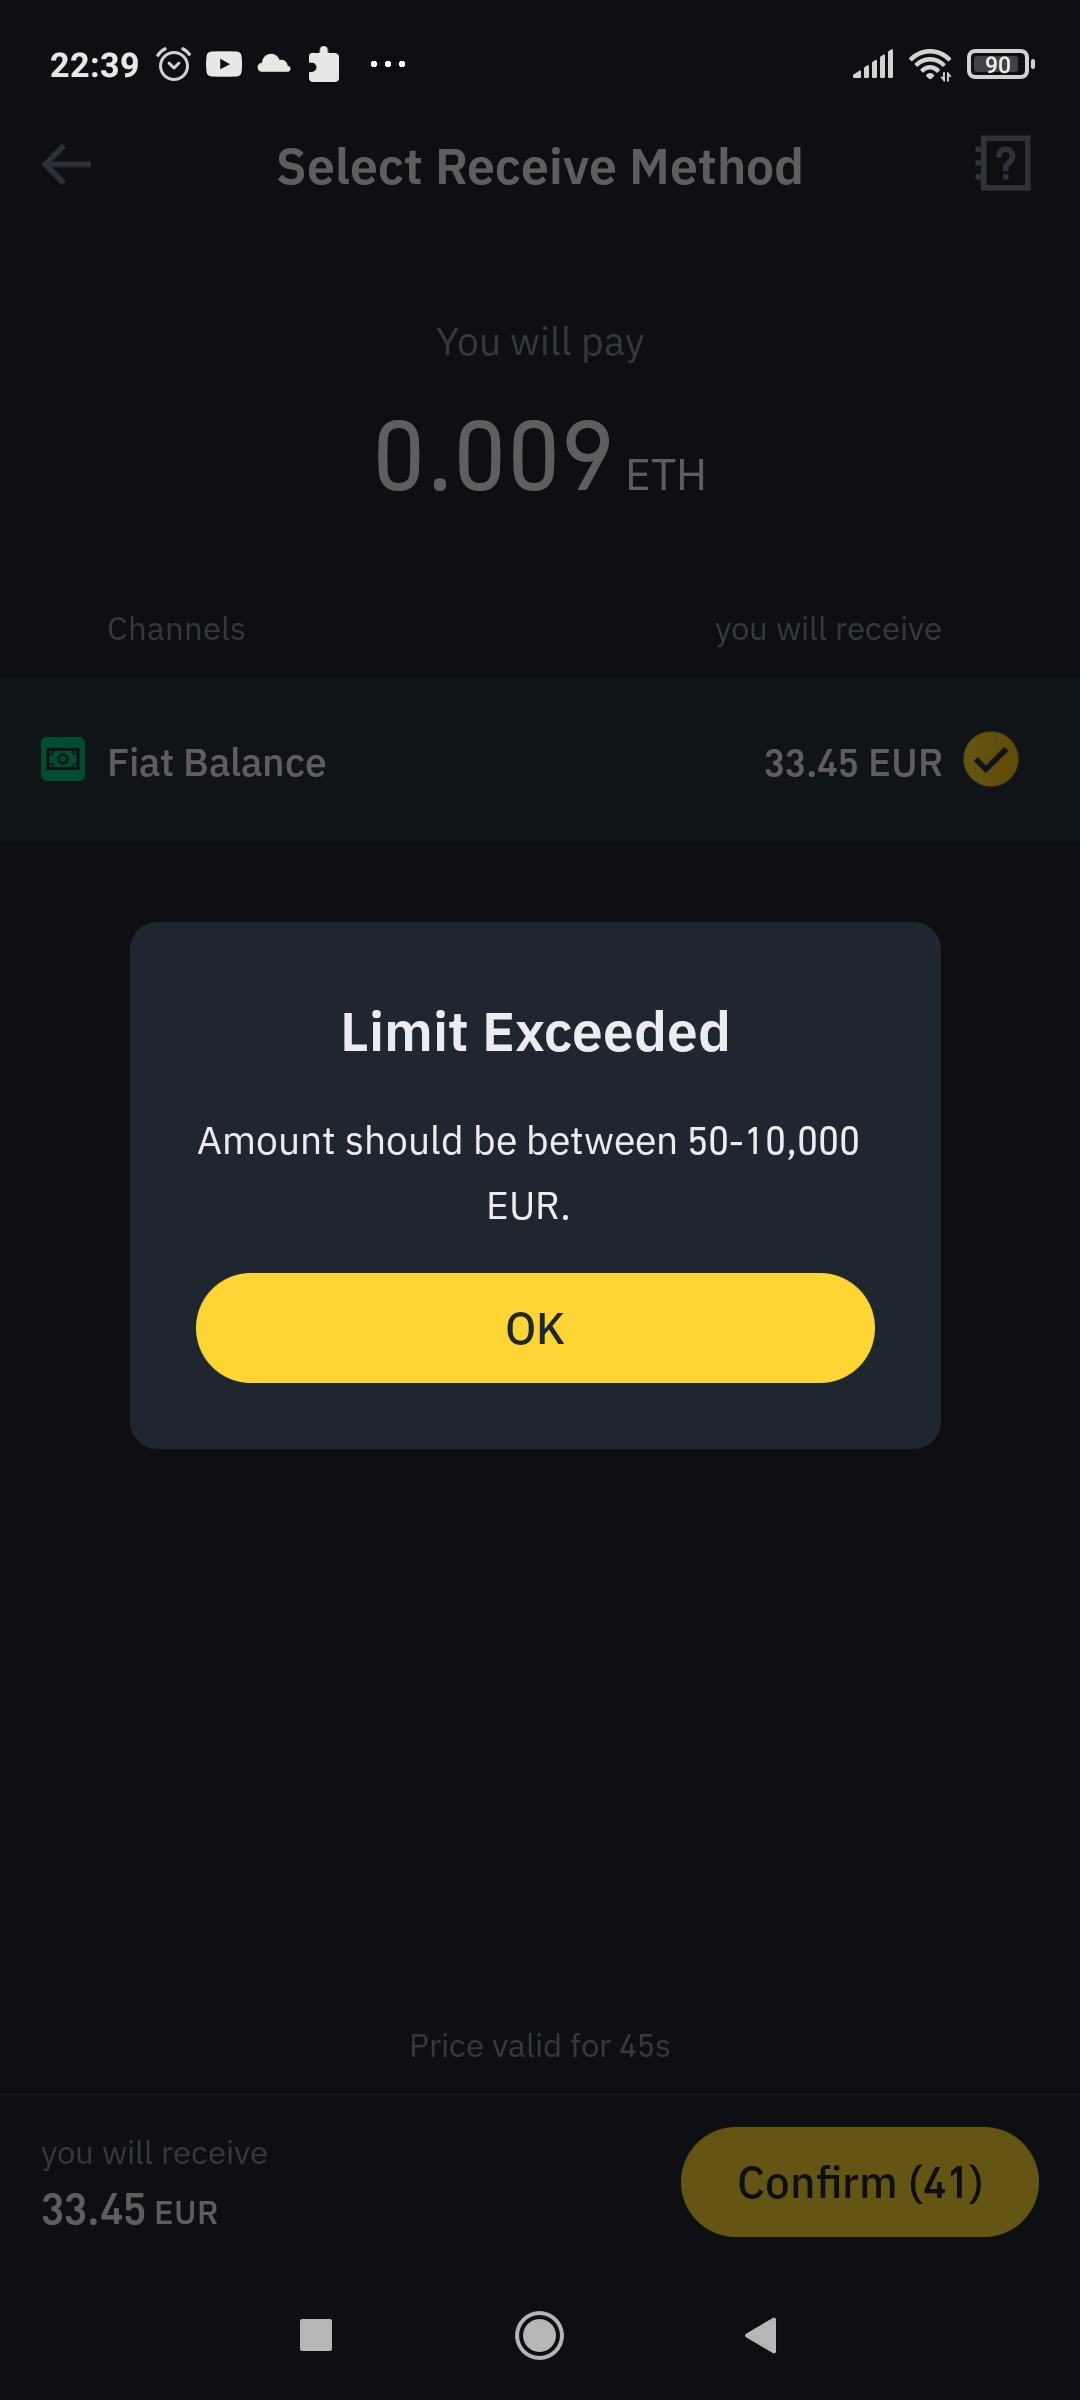 22:39
90
Select Receive Method
?
You will pay
0.009 ETH
Channels you will receive
Fiat Balance 33.45 EUR
Limit Exceeded
Amount should be between 50-10,000
EUR.
OK
Price valid for 45s
you will receive
33.45 EUR
Confirm (41)